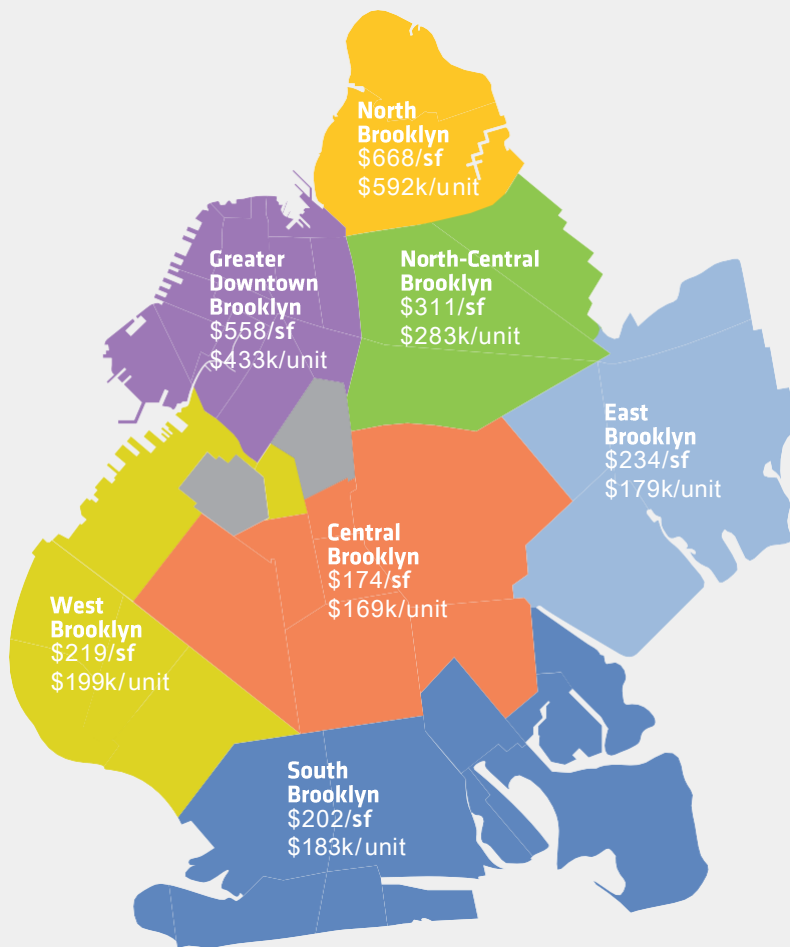 North
Brooklyn
$668/sf
$592k/unit
Greater
Downtown
Brooklyn
$558/sf
$433k/unit
North-Central
Brooklyn
$311/sf
$283k/unit
East
Brooklyn
$234/sf
$179k/unit
Central
Brooklyn
$174/sf
$169k/unit
West
Brooklyn
$219/sf
$199k/unit
South
Brooklyn
$202/sf
$183k/unit